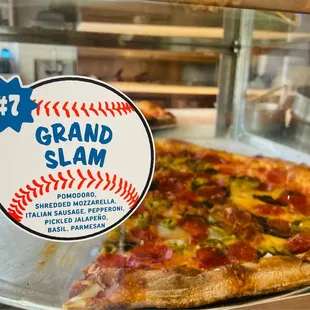 #7
GRAND
SLAM
POMODORO,
SHREDDED MOZZARELLA,
ITALIAN SAUSAGE, PEPPERONI,
PICKLED JALAPEÑO,
BASIL, PARMESAN